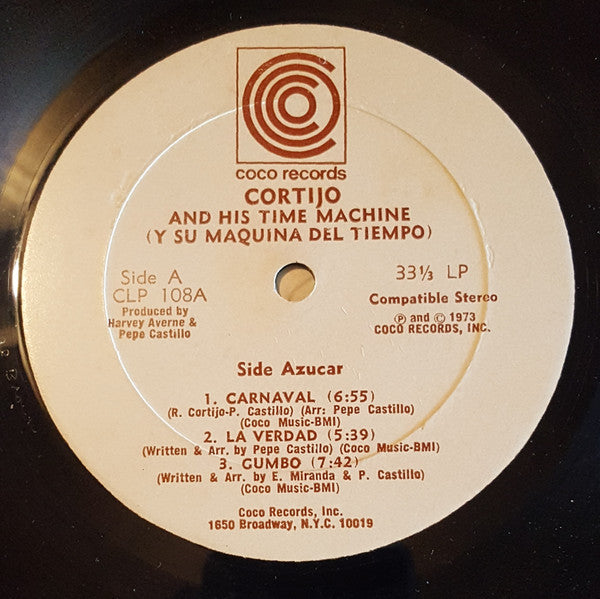 coco records
CORTIJO
AND HIS TIME MACHINE
(Y SU MAQUINA DEL TIEMPO)
Side A
CLP 108A
Produced by
Harvey Averne &
Pepe Castillo
33⅓ LP
Compatible Stereo
Ⓟ and © 1973
COCO RECORDS, INC.
Side Azucar
1. CARNAVAL (6:55)
(R. Cortijo-P. Castillo) (Arr: Pepe Castillo)
(Coco Music-BMI)
2. LA VERDAD (5:39)
(Written & Arr. by Pepe Castillo) (Coco Music-BMI)
3. GUMBO (7:42)
(Written & Arr. by E. Miranda & P. Castillo)
(Coco Music-BMI)
Coco Records, Inc.
1650 Broadway, N.Y.C. 10019